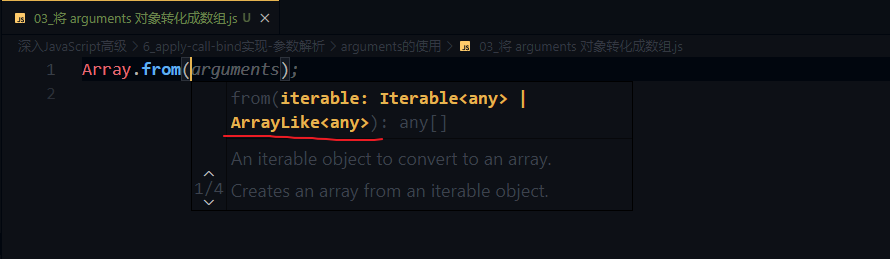 JS 03_将 arguments 对象转化成数组.js U ×
深入JavaScript高级 > 6_apply-call-bind实现-参数解析 > arguments的使用 > JS 03_将 arguments 对象转化成数组.js
1 Array.from(arguments);
2
from(iterable: Iterable<any> |
ArrayLike<any>): any[]
An iterable object to convert to an array.
1/4 Creates an array from an iterable object.